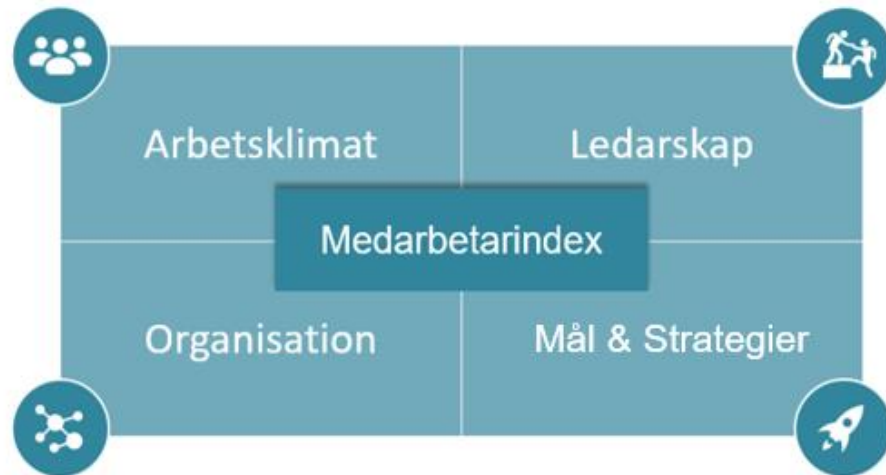 Arbetsklimat
Ledarskap
Medarbetarindex
Organisation
Mål & Strategier